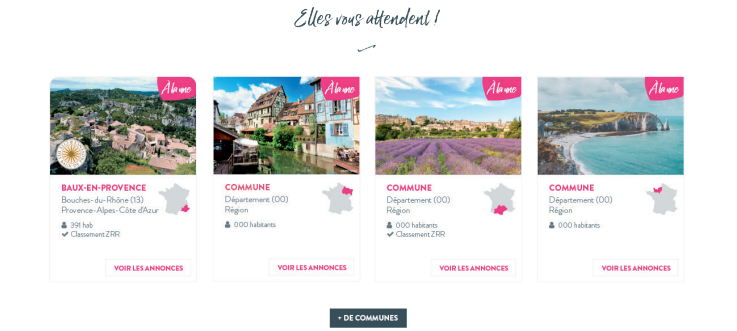 Elles vous attendent !
À la une
À la une
À la une
À la une
BAUX-EN-PROVENCE
Bouches-du-Rhône (13)
Provence-Alpes-Côte d'Azur
391 hab
Classement ZRR
VOIR LES ANNONCES
COMMUNE
Département (00)
Région
000 habitants
VOIR LES ANNONCES
COMMUNE
Département (00)
Région
000 habitants
Classement ZRR
VOIR LES ANNONCES
COMMUNE
Département (00)
Région
000 habitants
VOIR LES ANNONCES
+ DE COMMUNES